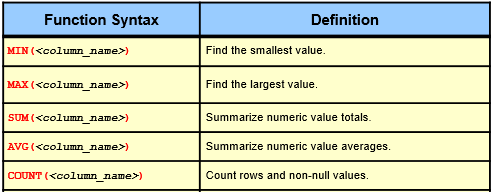 Function Syntax Definition
MIN(<column_name>) Find the smallest value.
MAX(<column_name>) Find the largest value.
SUM(<column_name>) Summarize numeric value totals.
AVG(<column_name>) Summarize numeric value averages.
COUNT(<column_name>) Count rows and non-null values.